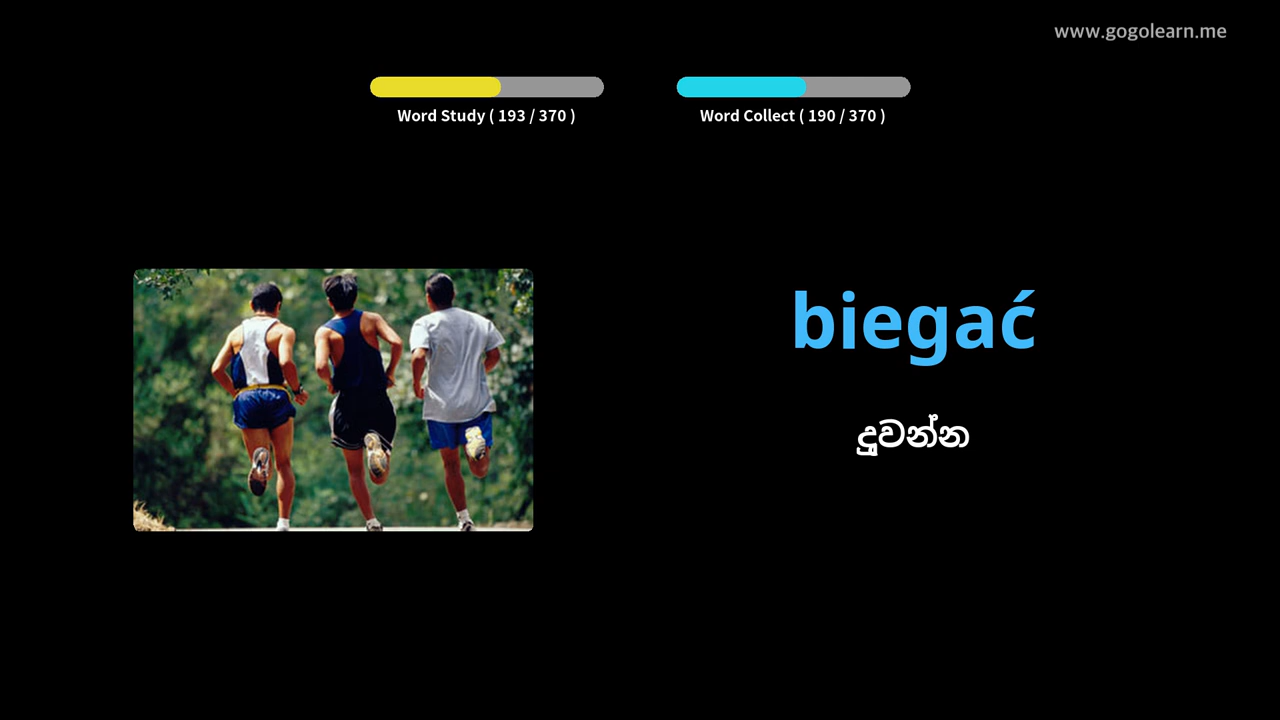 www.gogolearn.me
Word Study ( 193 / 370 )
Word Collect ( 190 / 370 )
biegać
දුවන්න